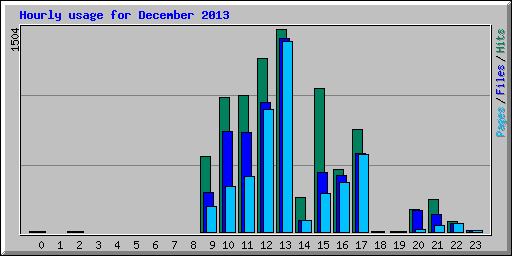 Hourly usage for December 2013
1504
Pages / Files / Hits
0 1 2 3 4 5 6 7 8 9 10 11 12 13 14 15 16 17 18 19 20 21 22 23